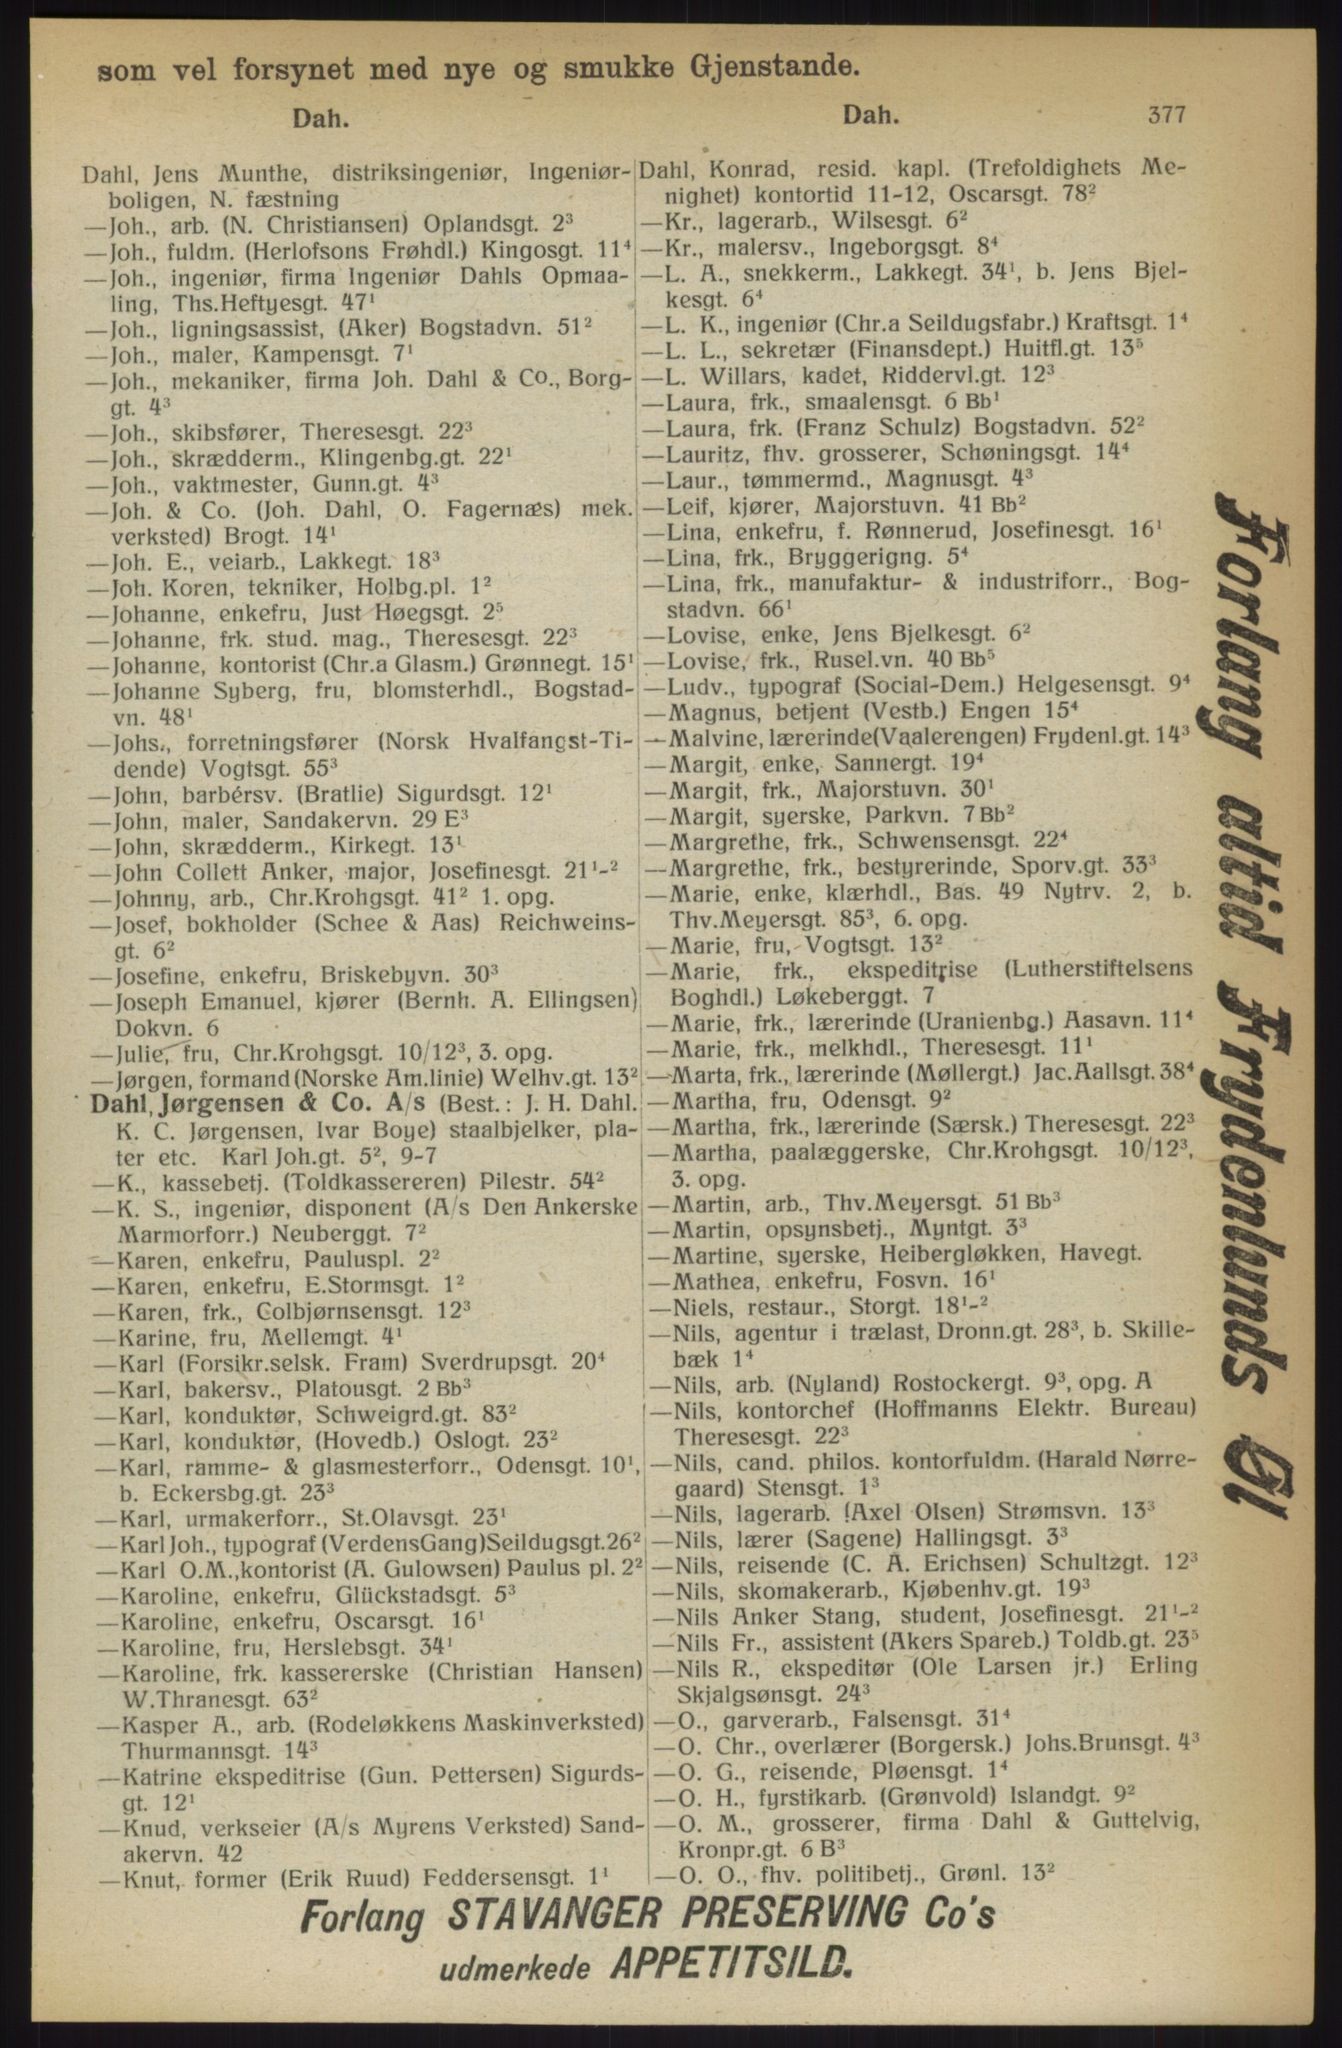 som vel forsynet med nye og smukke Gjenstande.
Dah.
Dah.
377
Dahl, Jens Munthe, distriksingeniør, Ingeniør-
boligen, N. fæstning
—Joh., arb. (N. Christiansen) Oplandsgt. 2³
—Joh., fuldm. (Herlofsons Frøhdl.) Kingosgt. 11⁴
—Joh., ingeniør, firma Ingeniør Dahls Opmaa-
ling, Ths.Heftyesgt. 47¹
—Joh., ligningsassist, (Aker) Bogstadvn. 51²
—Joh., maler, Kampensgt. 7¹
—Joh., mekaniker, firma Joh. Dahl & Co., Borg-
gt. 4³
—Joh., skibsfører, Theresesgt. 22³
—Joh., skrædderm., Klingenbg.gt. 22¹
—Joh., vaktmester, Gunn.gt. 4³
—Joh. & Co. (Joh. Dahl, O. Fagernæs) mek.
verksted) Brogt. 14¹
—Joh. E., veiarb., Lakkegt. 18³
—Joh. Koren, tekniker, Holbg.pl. 1²
—Johanne, enkefru, Just Høegsgt. 2⁵
—Johanne, frk. stud. mag., Theresesgt. 22³
—Johanne, kontorist (Chr.a Glasm.) Grønnegt. 15¹
—Johanne Syberg, fru, blomsterhdl., Bogstad-
vn. 48¹
—Johs., forretningsfører (Norsk Hvalfangst-Ti-
dende) Vogtsgt. 55³
—John, barbérsv. (Bratlie) Sigurdsgt. 12¹
—John, maler, Sandakervn. 29 E³
—John, skrædderm., Kirkegt. 13¹
—John Collett Anker, major, Josefinesgt. 21¹-²
—Johnny, arb., Chr.Krohgsgt. 41² 1. opg.
—Josef, bokholder (Schee & Aas) Reichweins-
gt. 6²
—Josefine, enkefru, Briskebyvn. 30³
—Joseph Emanuel, kjører (Bernh. A. Ellingsen)
Dokvn. 6
—Julie, fru, Chr.Krohgsgt. 10/12³, 3. opg.
—Jørgen, formand (Norske Am.linie) Welhv.gt. 13²
Dahl, Jørgensen & Co. A/s (Best.: J. H. Dahl.
K. C. Jørgensen, Ivar Boye) staalbjelker, pla-
ter etc. Karl Joh.gt. 5², 9-7
—K., kassebetj. (Toldkassereren) Pilestr. 54²
—K. S., ingeniør, disponent (A/s Den Ankerske
Marmorforr.) Neuberggt. 7²
—Karen, enkefru, Pauluspl. 2²
—Karen, enkefru, E.Stormsgt. 1²
—Karen, frk., Colbjørnsensgt. 12³
—Karine, fru, Mellemgt. 4¹
—Karl (Forsikr.selsk. Fram) Sverdrupsgt. 20⁴
—Karl, bakersv., Platousgt. 2 Bb³
—Karl, konduktør, Schweigrd.gt. 83²
—Karl, konduktør, (Hovedb.) Oslogt. 23²
—Karl, ramme- & glasmesterforr., Odensgt. 10¹,
b. Eckersbg.gt. 23³
—Karl, urmakerforr., St.Olavsgt. 23¹
—Karl Joh., typograf (VerdensGang) Seildugsgt. 26²
—Karl O.M., kontorist (A. Gulowsen) Paulus pl. 2²
—Karoline, enkefru, Glückstadsgt. 5³
—Karoline, enkefru, Oscarsgt. 16¹
—Karoline, fru, Herslebsgt. 34¹
—Karoline, frk. kassererske (Christian Hansen)
W.Thranesgt. 63²
—Kasper A., arb. (Rodeløkkens Maskinverksted)
Thurmannsgt. 14³
—Katrine ekspeditrise (Gun. Pettersen) Sigurds-
gt. 12¹
—Knud, verkseier (A/s Myrens Verksted) Sand-
akervn. 42
—Knut, former (Erik Ruud) Feddersensgt. 1¹
Dahl, Konrad, resid. kapl. (Trefoldighets Me-
nighet) kontortid 11-12, Oscarsgt. 78²
—Kr., lagerarb., Wilsesgt. 6²
—Kr., malersv., Ingeborgsgt. 8⁴
—L. A., snekkerm., Lakkegt. 34¹, b. Jens Bjel-
kesgt. 6⁴
—L. K., ingeniør (Chr.a Seildugsfabr.) Kraftsgt. 1⁴
—L. L., sekretær (Finansdept.) Huitfl.gt. 13⁵
—L. Willars, kadet, Riddervl.gt. 12³
—Laura, frk., smaalensgt. 6 Bb¹
—Laura, frk. (Franz Schulz) Bogstadvn. 52²
—Lauritz, fhv. grosserer, Schøningsgt. 14⁴
—Laur., tømmermd., Magnusgt. 4³
—Leif, kjører, Majorstuvn. 41 Bb²
—Lina, enkefru, f. Rønnerud, Josefinesgt. 16¹
—Lina, frk., Bryggerigng. 5⁴
—Lina, frk., manufaktur- & industriforr., Bog-
stadvn. 66¹
—Lovise, enke, Jens Bjelkesgt. 6²
—Lovise, frk., Rusel.vn. 40 Bb⁵
—Ludv., typograf (Social-Dem.) Helgesensgt. 9⁴
—Magnus, betjent (Vestb.) Engen 15⁴
—Malvine, lærerinde (Vaalerengen) Frydenl.gt. 14³
—Margit, enke, Sannergt. 19⁴
—Margit, frk., Majorstuvn. 30¹
—Margit, syerske, Parkvn. 7 Bb²
—Margrethe, frk., Schwensensgt. 22⁴
—Margrethe, frk., bestyrerinde, Sporv.gt. 33³
—Marie, enke, klærhdl., Bas. 49 Nytrv. 2, b.
Thv.Meyersgt. 85³, 6. opg.
—Marie, fru, Vogtsgt. 13²
—Marie, frk., ekspeditrise (Lutherstiftelsens
Boghdl.) Løkeberggt. 7
—Marie, frk., lærerinde (Uranienbg.) Aasavn. 11⁴
—Marie, frk., melkhdl., Theresesgt. 11¹
—Marta, frk., lærerinde (Møllergt.) Jac.Aallsgt. 38⁴
—Martha, fru, Odensgt. 9²
—Martha, frk., lærerinde (Særsk.) Theresesgt. 22³
—Martha, paalæggerske, Chr.Krohgsgt. 10/12³,
3. opg.
—Martin, arb., Thv.Meyersgt. 51 Bb³
—Martin, opsynsbetj., Myntgt. 3³
—Martine, syerske, Heibergløkken, Havegt.
—Mathea, enkefru, Fosvn. 16¹
—Niels, restaur., Storgt. 18¹-²
—Nils, agentur i trælast, Dronn.gt. 28³, b. Skille-
bæk 1⁴
—Nils, arb. (Nyland) Rostockergt. 9³, opg. A
—Nils, kontorchef (Hoffmanns Elektr. Bureau)
Theresesgt. 22³
—Nils, cand. philos. kontorfuldm. (Harald Nørre-
gaard) Stensgt. 1³
—Nils, lagerarb. (Axel Olsen) Strømsvn. 13³
—Nils, lærer (Sagene) Hallingsgt. 3³
—Nils, reisende (C. A. Erichsen) Schultzgt. 12³
—Nils, skomakerarb., Kjøbenhv.gt. 19³
—Nils Anker Stang, student, Josefinesgt. 21¹-²
—Nils Fr., assistent (Akers Spareb.) Toldb.gt. 23⁵
—Nils R., ekspeditør (Ole Larsen jr.) Erling
Skjalgsønsgt. 24³
—O., garverarb., Falsensgt. 31⁴
—O. Chr., overlærer (Borgersk.) Johs.Brunsgt. 4³
—O. G., reisende, Pløensgt. 1⁴
—O. H., fyrstikarb. (Grønvold) Islandgt. 9²
—O. M., grosserer, firma Dahl & Guttelvig,
Kronpr.gt. 6 B³
—O. O., fhv. politibetj., Grønl. 13²
Forlang altid Frydenlunds Øl
Forlang STAVANGER PRESERVING Co's
udmerkede APPETITSILD.